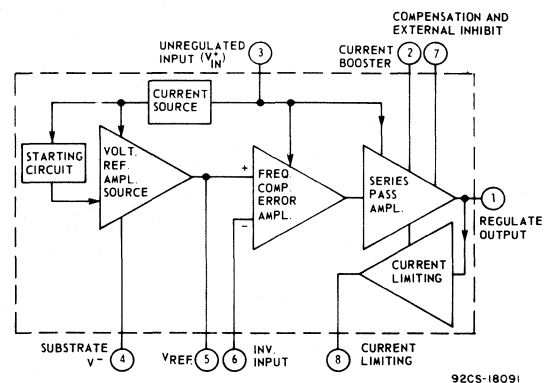 COMPENSATION AND
EXTERNAL INHIBIT
UNREGULATED
INPUT (V+IN)
3
CURRENT
BOOSTER
2
7
CURRENT
SOURCE
STARTING
CIRCUIT
VOLT.
REF.
AMPL.
SOURCE
+
FREQ.
COMP.
ERROR
AMPL.
−
SERIES
PASS
AMPL.
1
REGULATE
OUTPUT
CURRENT
LIMITING
SUBSTRATE
V−
4
VREF.
5
6
INV.
INPUT
8
CURRENT
LIMITING
92CS-18091